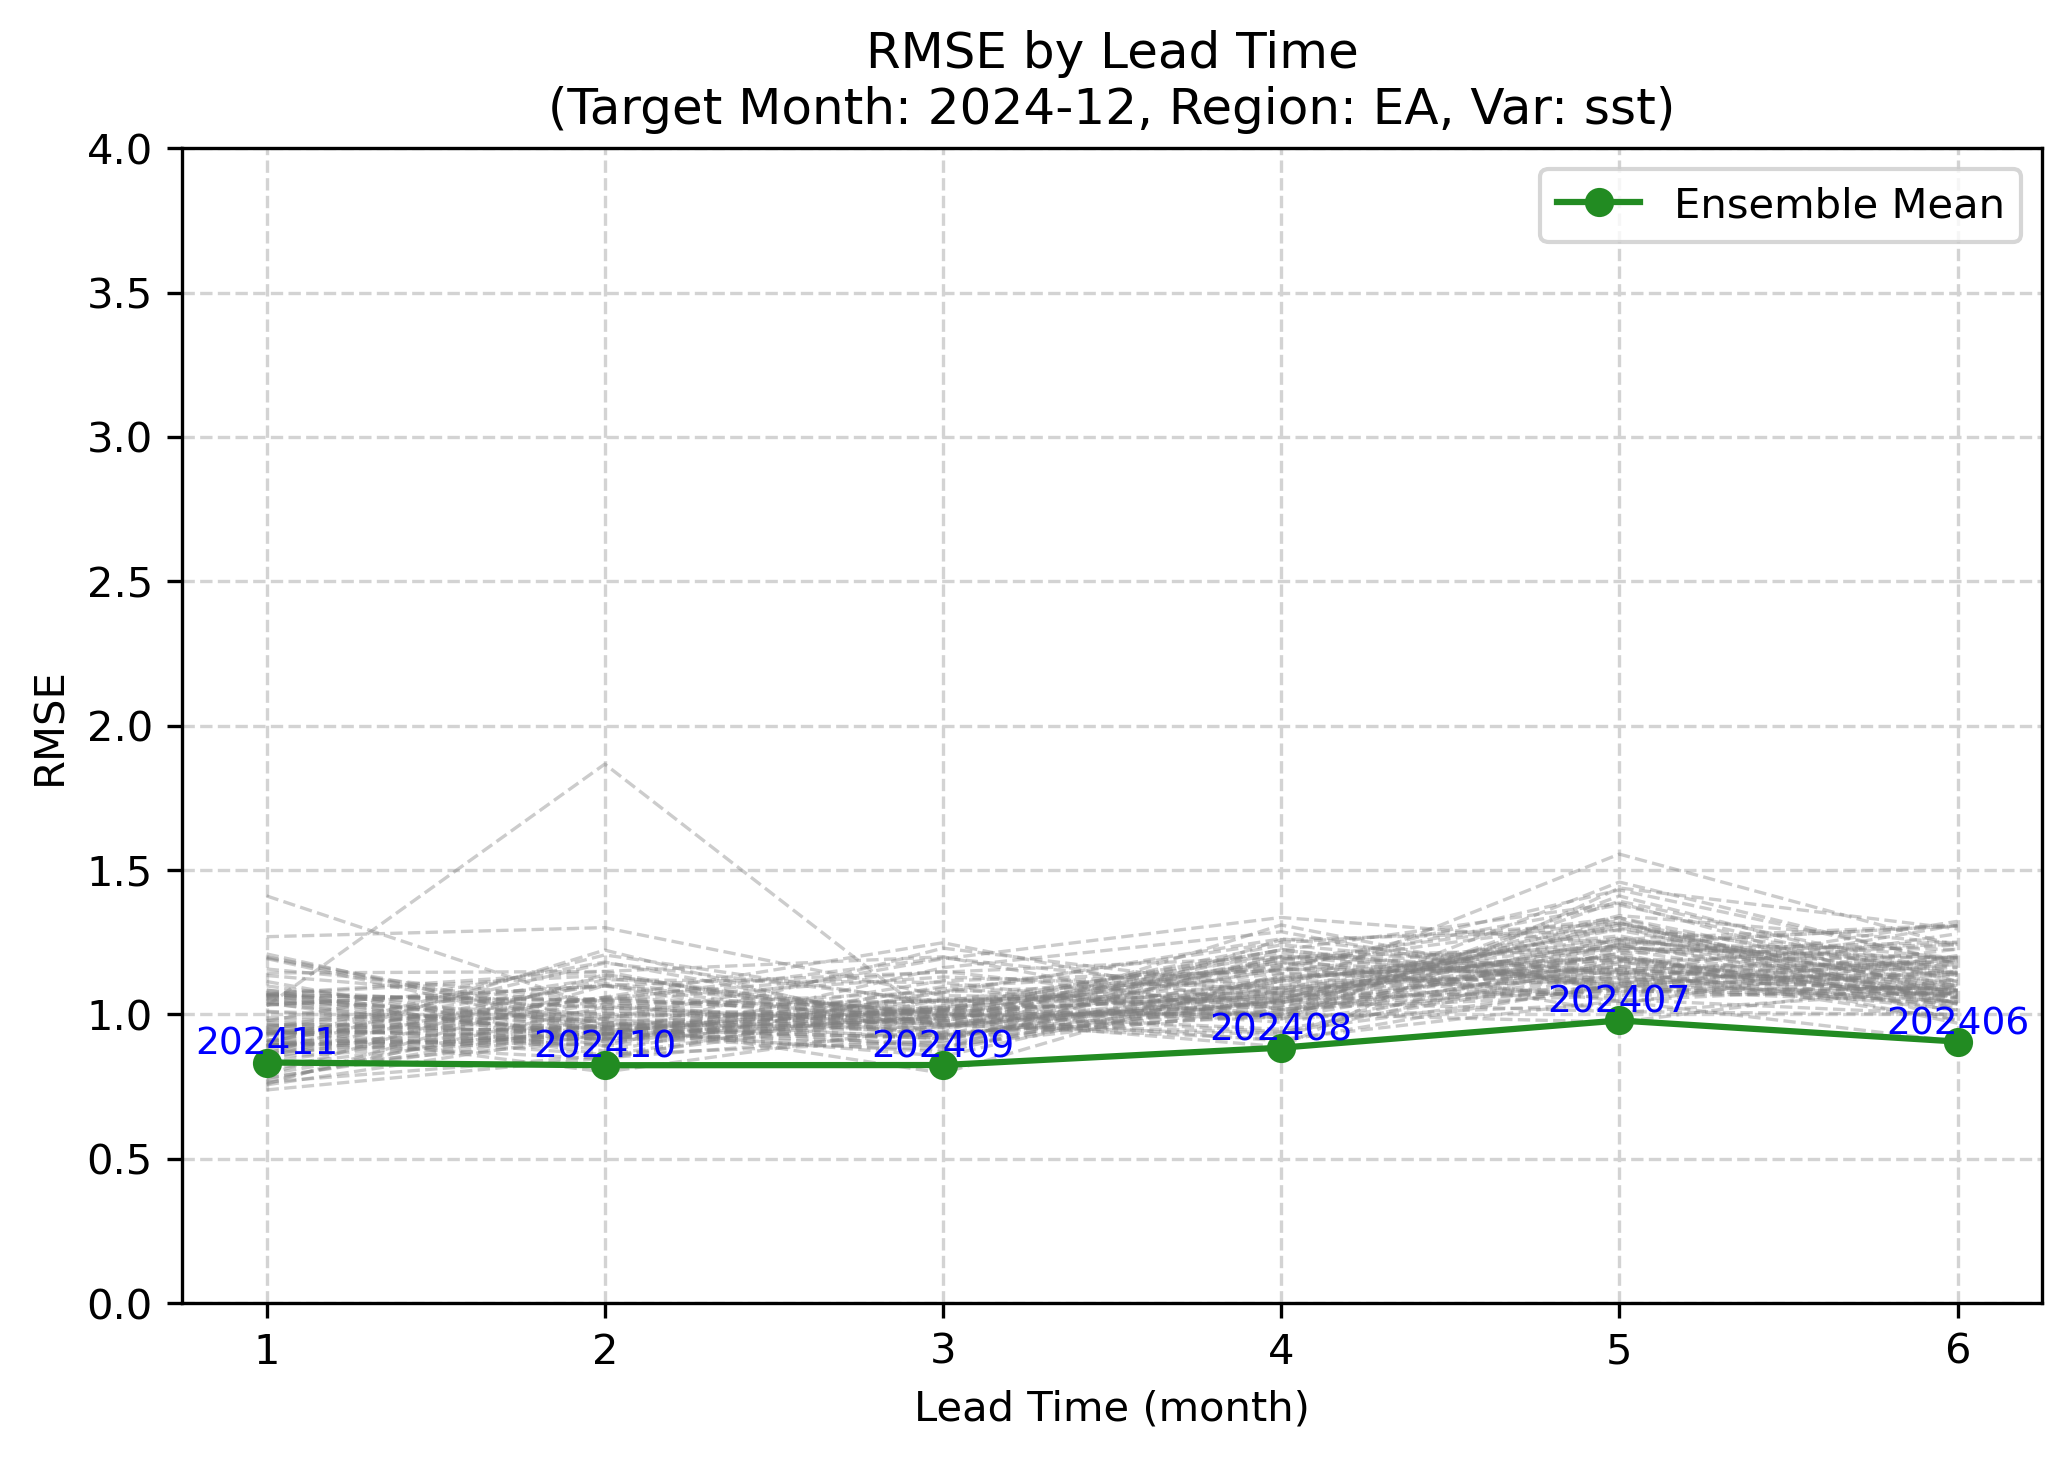 RMSE by Lead Time
(Target Month: 2024-12, Region: EA, Var: sst)
Ensemble Mean
4.0
3.5
3.0
2.5
2.0
1.5
1.0
0.5
0.0
RMSE
202411
202410
202409
202408
202407
202406
1 2 3 4 5 6
Lead Time (month)